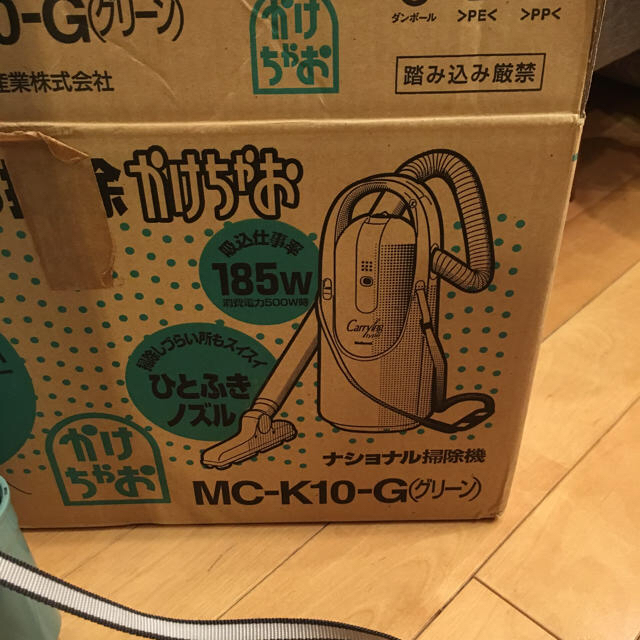 0-G(グリーン)
かけ
ちゃお
ダンボール >PE< >PP<
産業株式会社
踏み込み厳禁
除 かけちゃお
吸込仕事率
185W
消費電力500W時
掃除しづらい所もスイスイ
ひとふき
ノズル
Carrying
かけ
ちゃお
ナショナル掃除機
MC-K10-G(グリーン)